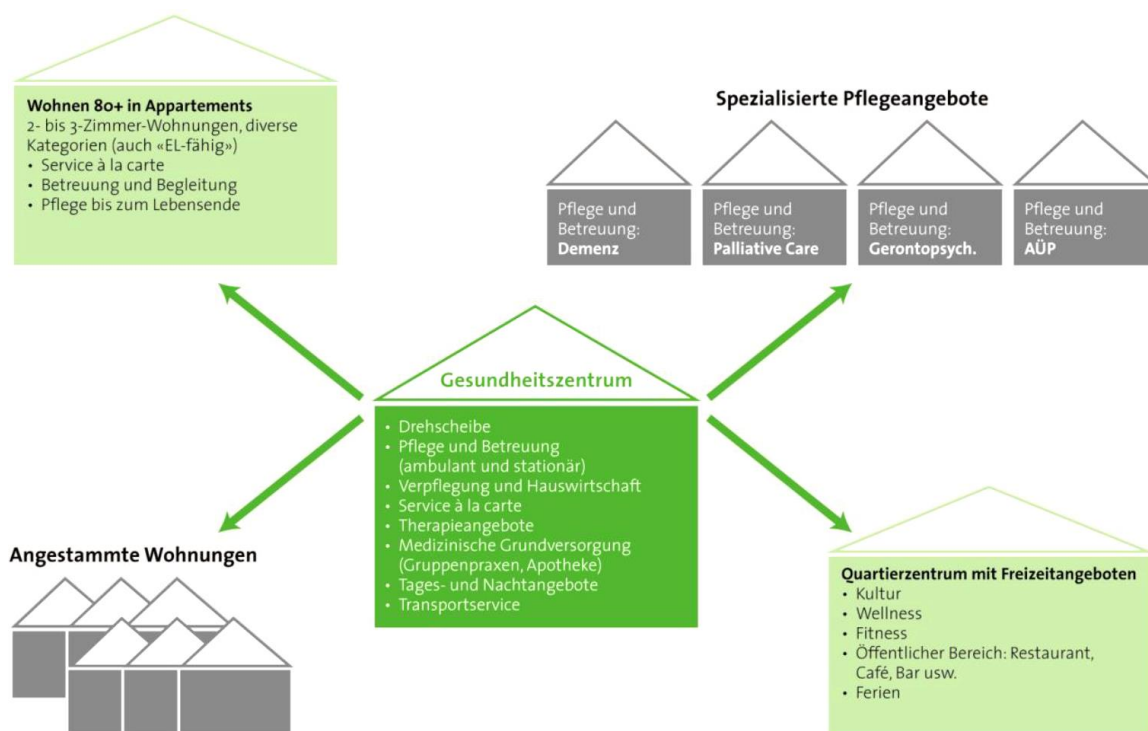 Wohnen 80+ in Appartements
2- bis 3-Zimmer-Wohnungen, diverse
Kategorien (auch «EL-fähig»)
• Service à la carte
• Betreuung und Begleitung
• Pflege bis zum Lebensende
Spezialisierte Pflegeangebote
Pflege und
Betreuung:
Demenz
Pflege und
Betreuung:
Palliative Care
Pflege und
Betreuung:
Gerontopsych.
Pflege und
Betreuung:
AÜP
Gesundheitszentrum
• Drehscheibe
• Pflege und Betreuung
(ambulant und stationär)
• Verpflegung und Hauswirtschaft
• Service à la carte
• Therapieangebote
• Medizinische Grundversorgung
(Gruppenpraxen, Apotheke)
• Tages- und Nachtangebote
• Transportservice
Angestammte Wohnungen
Quartierzentrum mit Freizeitangeboten
• Kultur
• Wellness
• Fitness
• Öffentlicher Bereich: Restaurant,
Café, Bar usw.
• Ferien